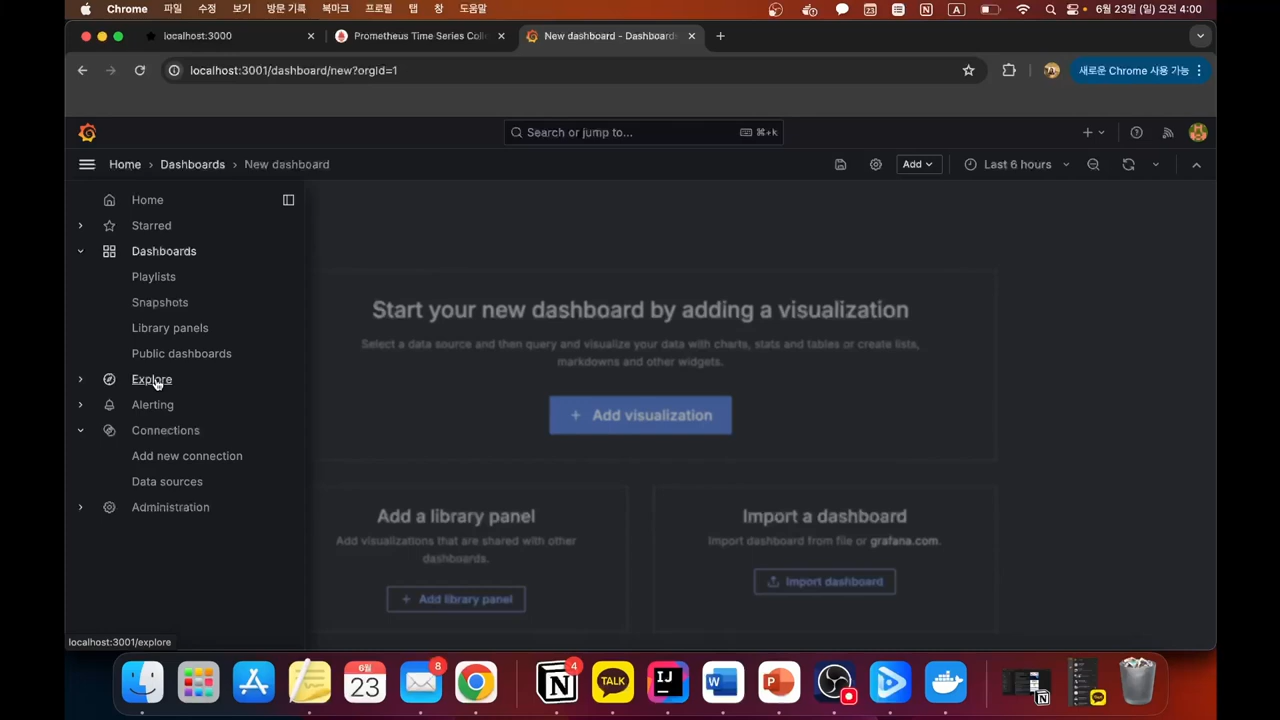 Chrome 파일 수정 보기 방문 기록 북마크 프로필 탭 창 도움말 23 A 6월 23일 (일) 오전 4:00
localhost:3000 Prometheus Time Series Colle New dashboard - Dashboards
localhost:3001/dashboard/new?orgId=1 새로운 Chrome 사용 가능
Search or jump to... ⌘+k
Home Dashboards New dashboard Add Last 6 hours
Home
Starred
Dashboards
Playlists
Snapshots
Library panels
Public dashboards
Explore
Alerting
Connections
Add new connection
Data sources
Administration
Start your new dashboard by adding a visualization
Select a data source and then query and visualize your data with charts, stats and tables or create lists,
markdowns and other widgets.
+ Add visualization
Add a library panel
Add visualizations that are shared with other
dashboards.
+ Add library panel
Import a dashboard
Import dashboard from file or grafana.com.
Import dashboard
localhost:3001/explore
6월
23 8 N 4 TALK IJ W P